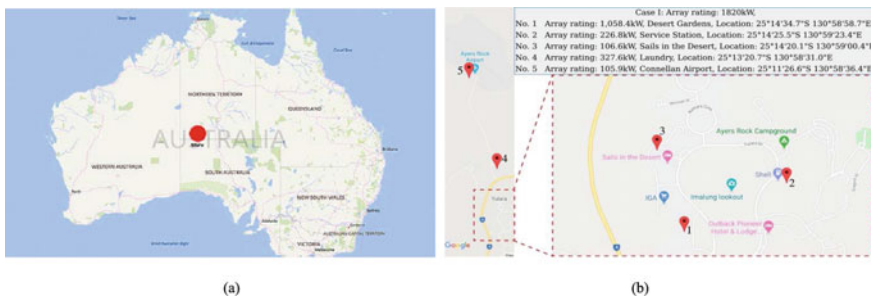 NORTHERN TERRITORY
QUEENSLAND
AUSTRALIA
WESTERN AUSTRALIA
SOUTH AUSTRALIA
NEW SOUTH WALES
VICTORIA
Case I: Array rating: 1820kW,
No. 1 Array rating: 1,058.4kW, Desert Gardens, Location: 25°14'34.7"S 130°58'58.7"E
No. 2 Array rating: 226.8kW, Service Station, Location: 25°14'25.5"S 130°59'23.4"E
No. 3 Array rating: 106.6kW, Sails in the Desert, Location: 25°14'20.1"S 130°59'00.4"E
No. 4 Array rating: 327.6kW, Laundry, Location: 25°13'20.7"S 130°58'31.0"E
No. 5 Array rating: 105.9kW, Connellan Airport, Location: 25°11'26.6"S 130°58'36.4"E
Ayers Rock
Airport
5
4
Yulara
Google
3
Sails in the Desert
Ayers Rock Campground
Shell
2
Imalung lookout
IGA
1
Outback Pioneer
Hotel & Lodge
(a)
(b)